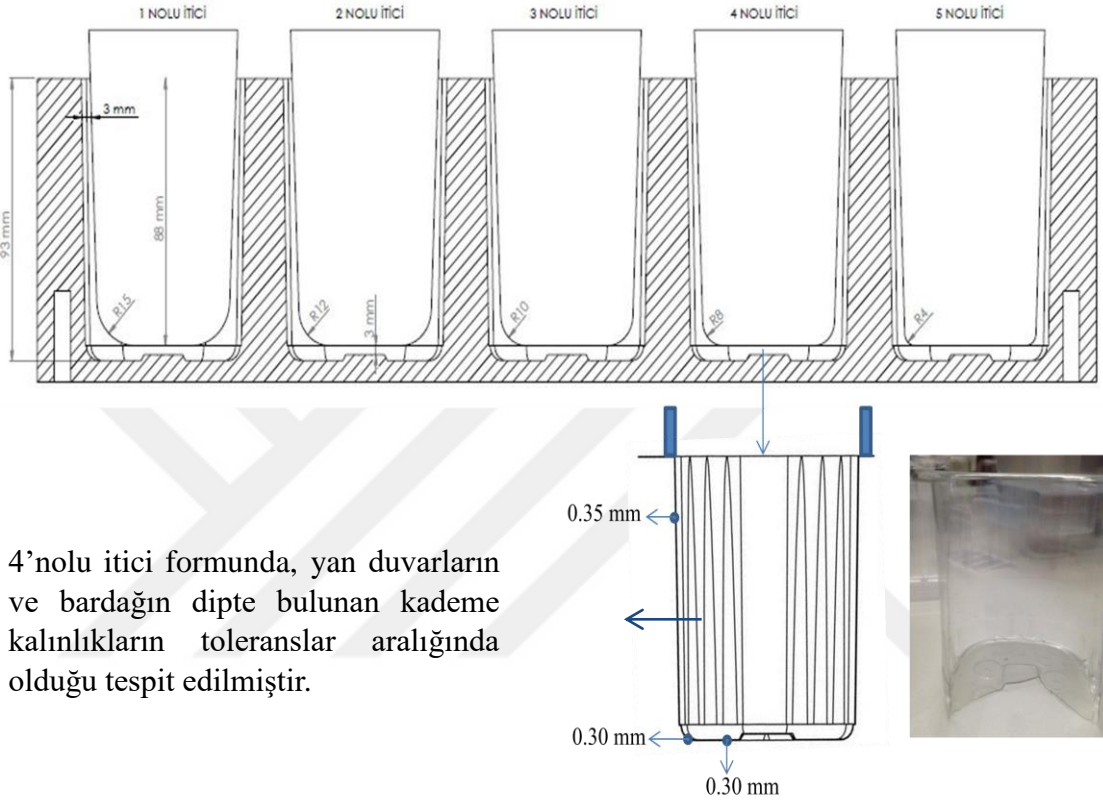 1 NOLU İTİCİ
2 NOLU İTİCİ
3 NOLU İTİCİ
4 NOLU İTİCİ
5 NOLU İTİCİ
3 mm
93 mm
88 mm
R15
R12
3 mm
R10
R8
R4
0.35 mm
4’nolu itici formunda, yan duvarların
ve bardağın dipte bulunan kademe
kalınlıkların toleranslar aralığında
olduğu tespit edilmiştir.
0.30 mm
0.30 mm